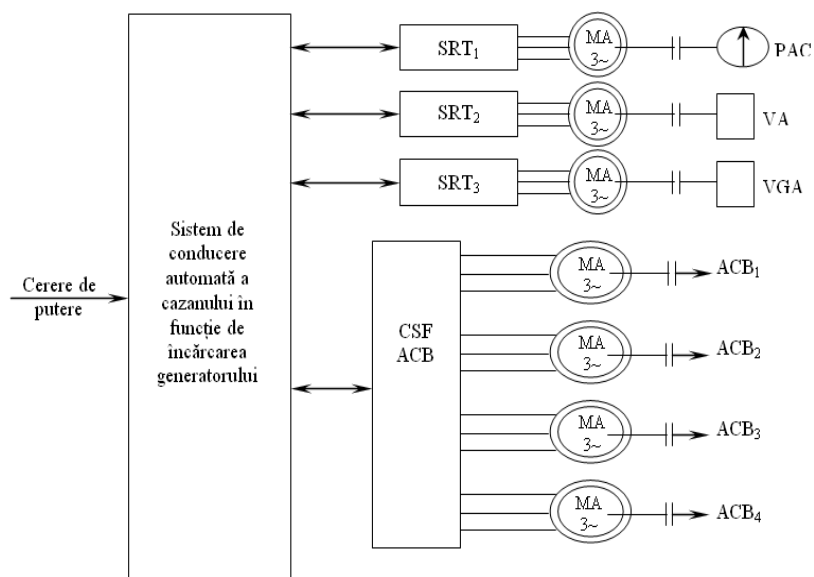 SRT₁
MA
3~
PAC
SRT₂
MA
3~
VA
SRT₃
MA
3~
VGA
Cerere de
putere
Sistem de
conducere
automată a
cazanului în
funcție de
încărcarea
generatorului
CSF
ACB
MA
3~
ACB₁
MA
3~
ACB₂
MA
3~
ACB₃
MA
3~
ACB₄